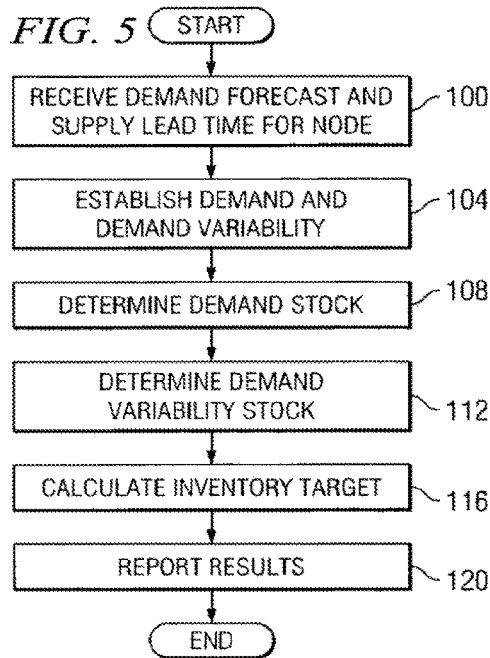 FIG. 5
START
RECEIVE DEMAND FORECAST AND
SUPPLY LEAD TIME FOR NODE
100
ESTABLISH DEMAND AND
DEMAND VARIABILITY
104
DETERMINE DEMAND STOCK
108
DETERMINE DEMAND
VARIABILITY STOCK
112
CALCULATE INVENTORY TARGET
116
REPORT RESULTS
120
END